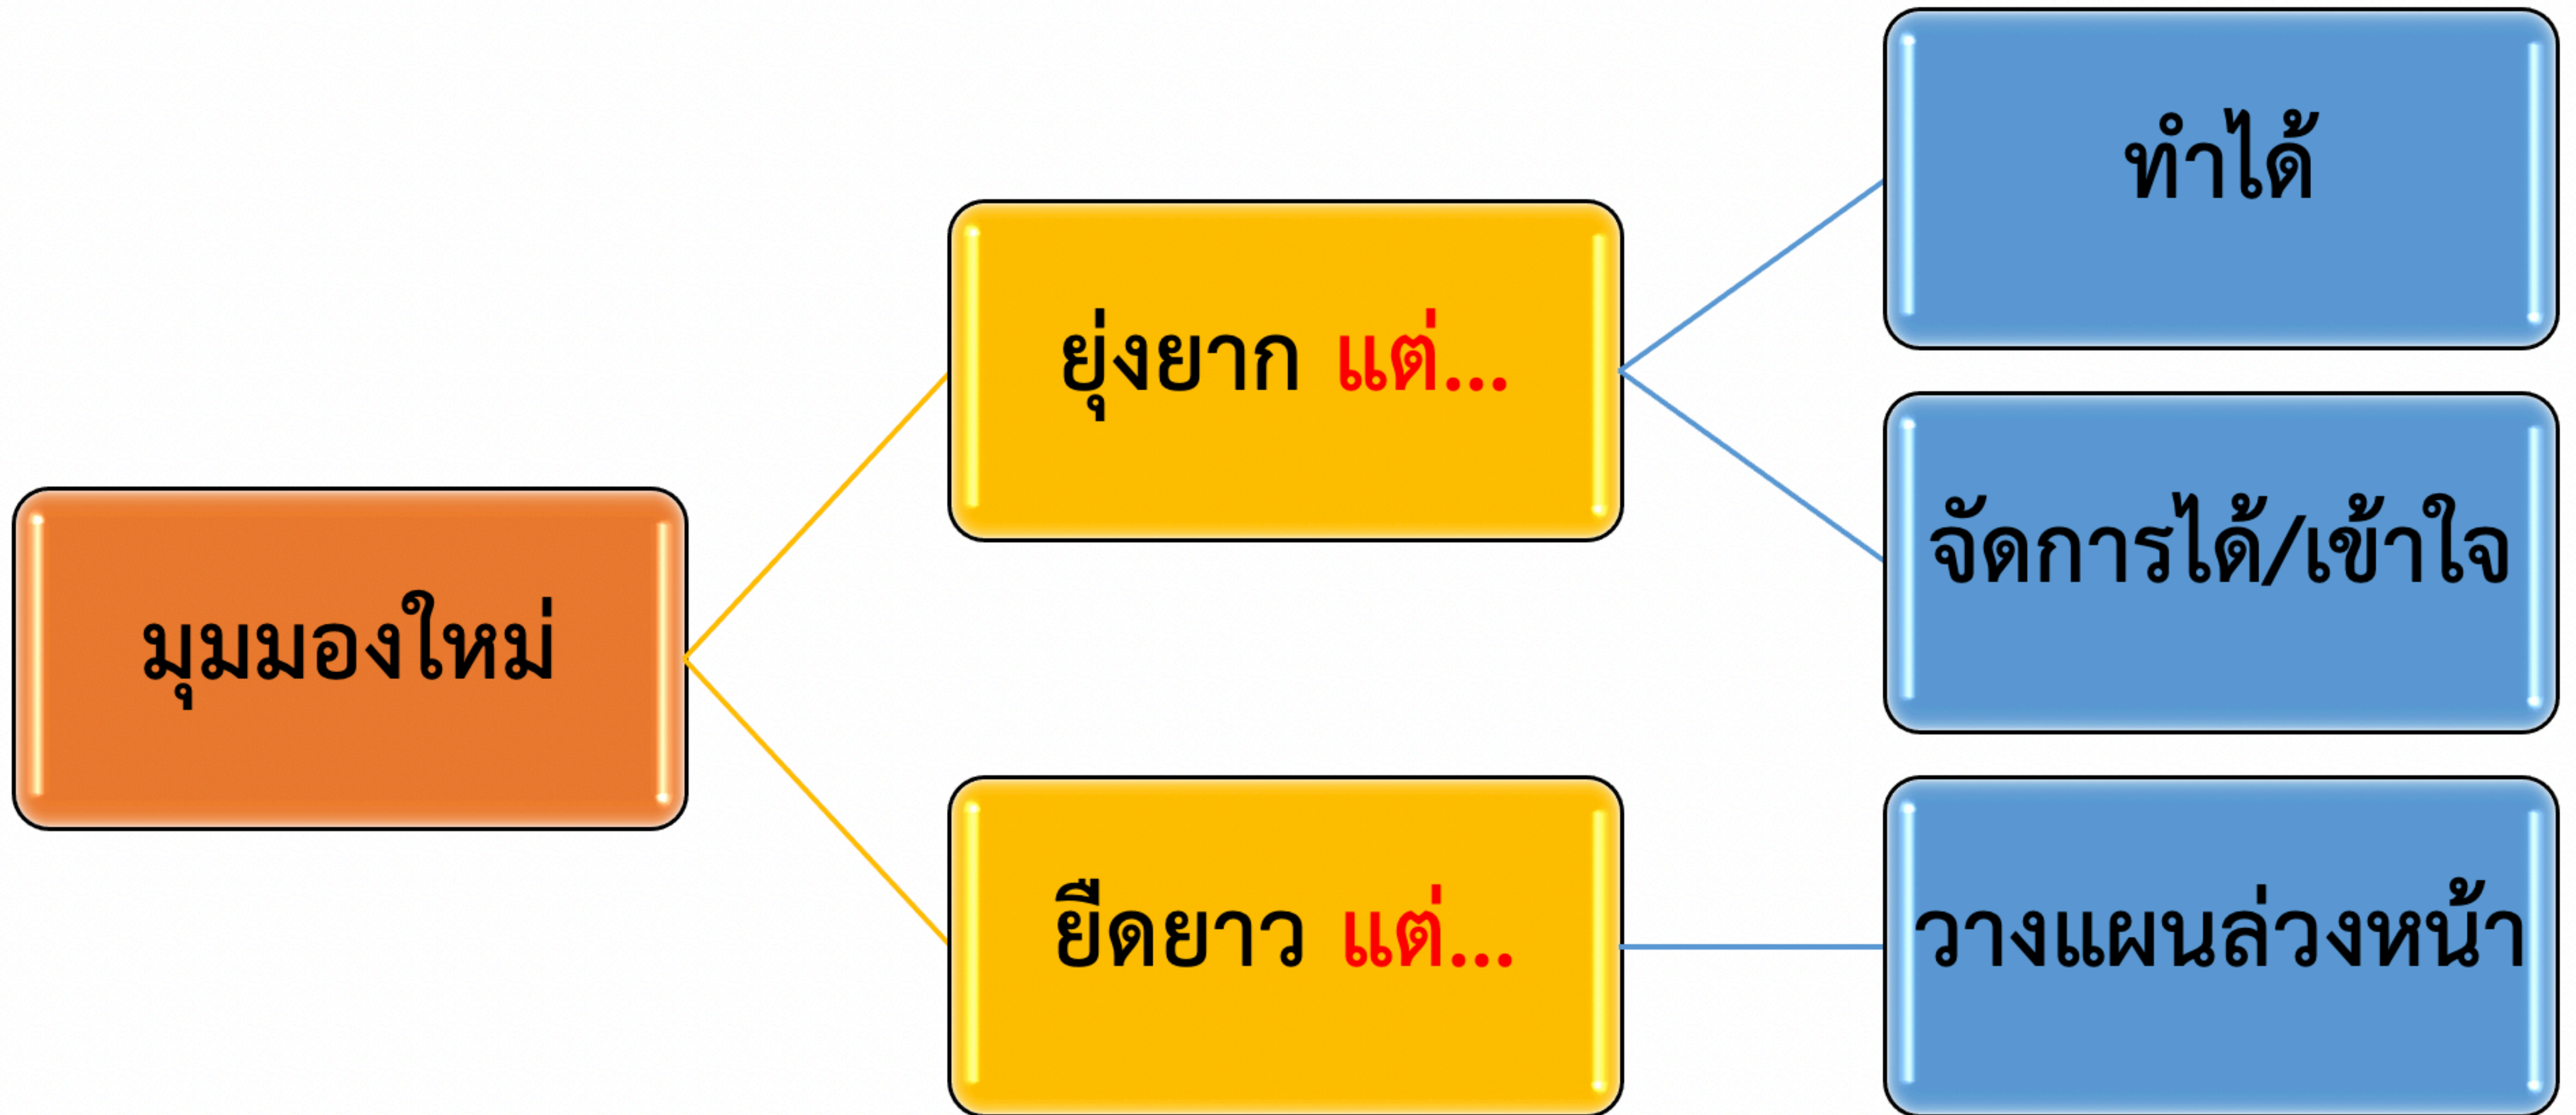 มุมมองใหม่
ยุ่งยาก แต่...
ทำได้
จัดการได้/เข้าใจ
ยืดยาว แต่...
วางแผนล่วงหน้า